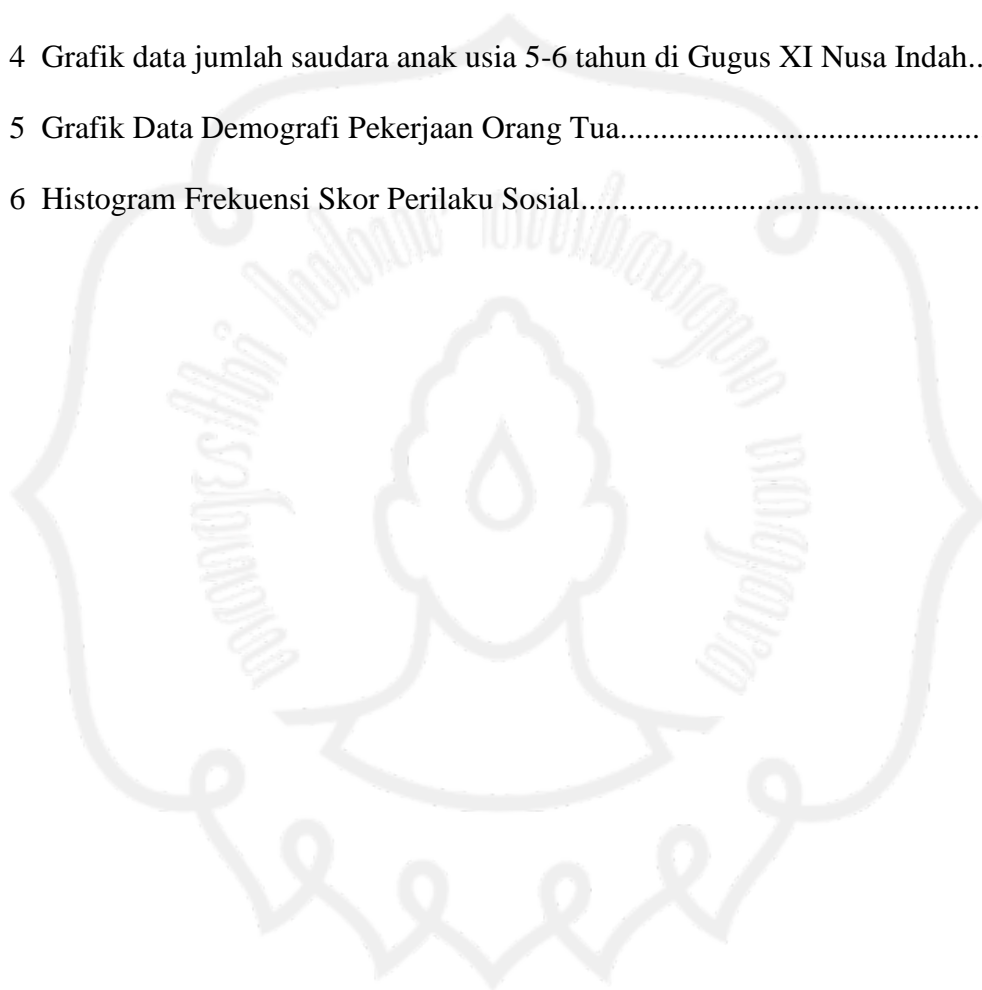 4 Grafik data jumlah saudara anak usia 5-6 tahun di Gugus XI Nusa Indah..
5 Grafik Data Demografi Pekerjaan Orang Tua............................................
6 Histogram Frekuensi Skor Perilaku Sosial.................................................